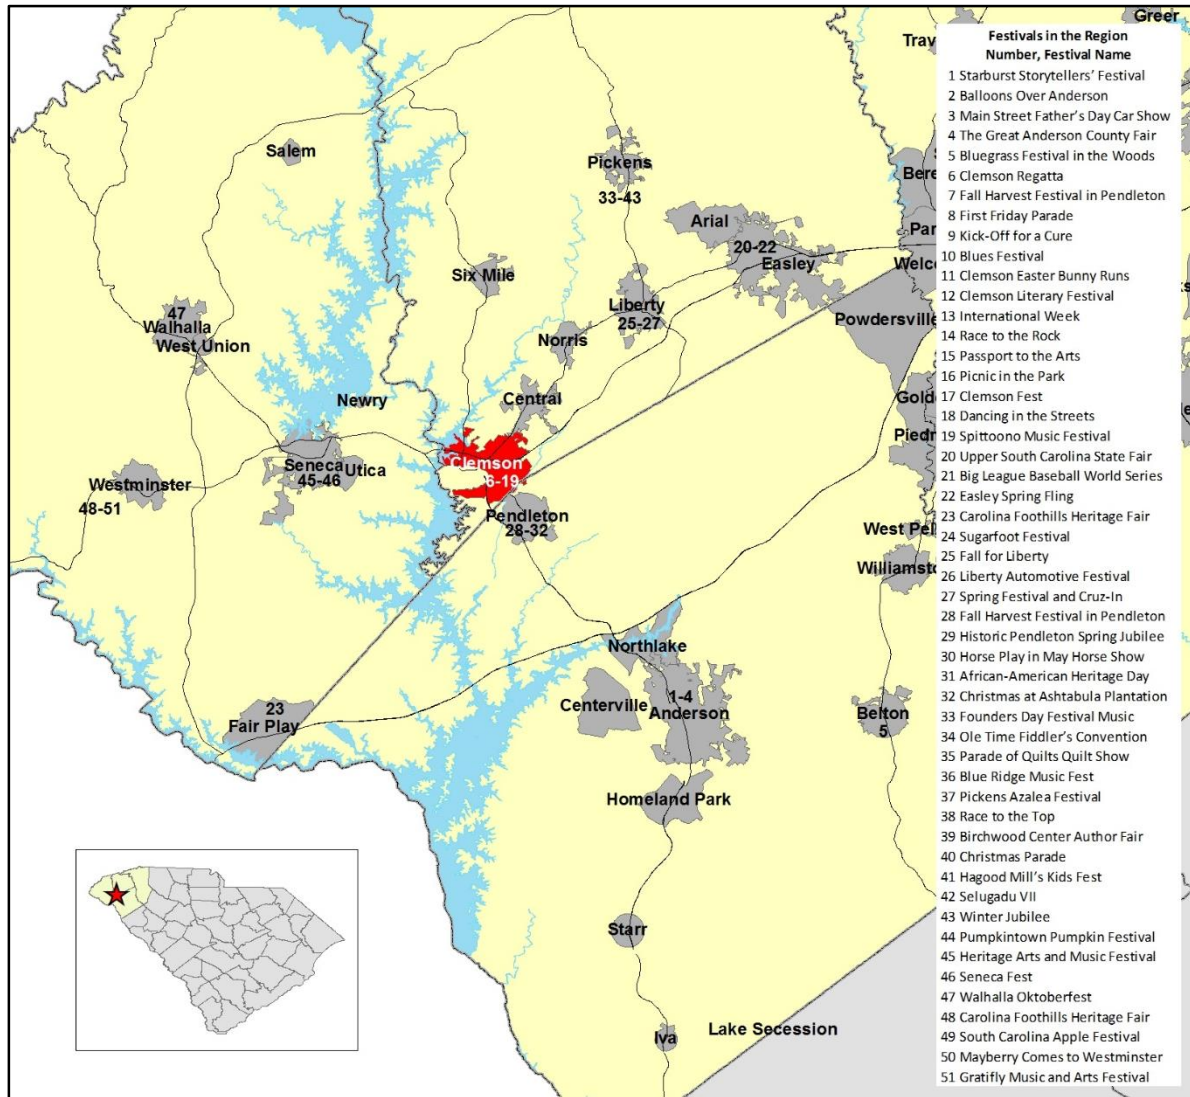 Greer
Festivals in the Region
Number, Festival Name
1 Starburst Storytellers' Festival
2 Balloons Over Anderson
3 Main Street Father's Day Car Show
4 The Great Anderson County Fair
5 Bluegrass Festival in the Woods
6 Clemson Regatta
7 Fall Harvest Festival in Pendleton
8 First Friday Parade
9 Kick-Off for a Cure
10 Blues Festival
11 Clemson Easter Bunny Runs
12 Clemson Literary Festival
13 International Week
14 Race to the Rock
15 Passport to the Arts
16 Picnic in the Park
17 Clemson Fest
18 Dancing in the Streets
19 Spittoono Music Festival
20 Upper South Carolina State Fair
21 Big League Baseball World Series
22 Easley Spring Fling
23 Carolina Foothills Heritage Fair
24 Sugarfoot Festival
25 Fall for Liberty
26 Liberty Automotive Festival
27 Spring Festival and Cruz-In
28 Fall Harvest Festival in Pendleton
29 Historic Pendleton Spring Jubilee
30 Horse Play in May Horse Show
31 African-American Heritage Day
32 Christmas at Ashtabula Plantation
33 Founders Day Festival Music
34 Ole Time Fiddler's Convention
35 Parade of Quilts Quilt Show
36 Blue Ridge Music Fest
37 Pickens Azalea Festival
38 Race to the Top
39 Birchwood Center Author Fair
40 Christmas Parade
41 Hagood Mill's Kids Fest
42 Selugadu VII
43 Winter Jubilee
44 Pumpkintown Pumpkin Festival
45 Heritage Arts and Music Festival
46 Seneca Fest
47 Walhalla Oktoberfest
48 Carolina Foothills Heritage Fair
49 South Carolina Apple Festival
50 Mayberry Comes to Westminster
51 Gratifly Music and Arts Festival
Trav
Salem
Pickens
33-43
Bere
Arial
20-22
Easley
Par
Welco
Six Mile
Liberty
25-27
Powdersville
47
Walhalla
West Union
Norris
Newry
Central
Golde
Piedm
Clemson
6-19
Seneca
45-46
Utica
Westminster
48-51
Pendleton
28-32
West Pel
Williamsto
Northlake
23
Fair Play
Centerville
1-4
Anderson
Belton
5
Homeland Park
Starr
Iva
Lake Secession